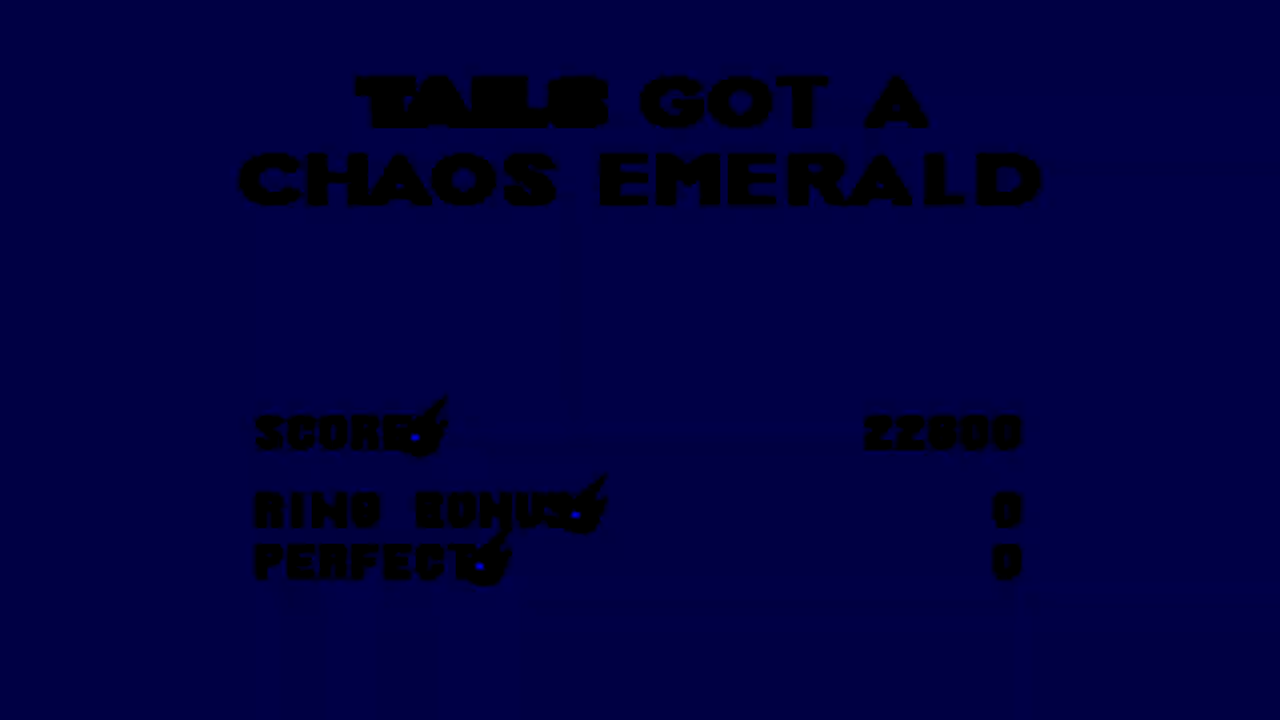 TAILS GOT A
CHAOS EMERALD
SCORE 22800
RING BONUS 0
PERFECT 0